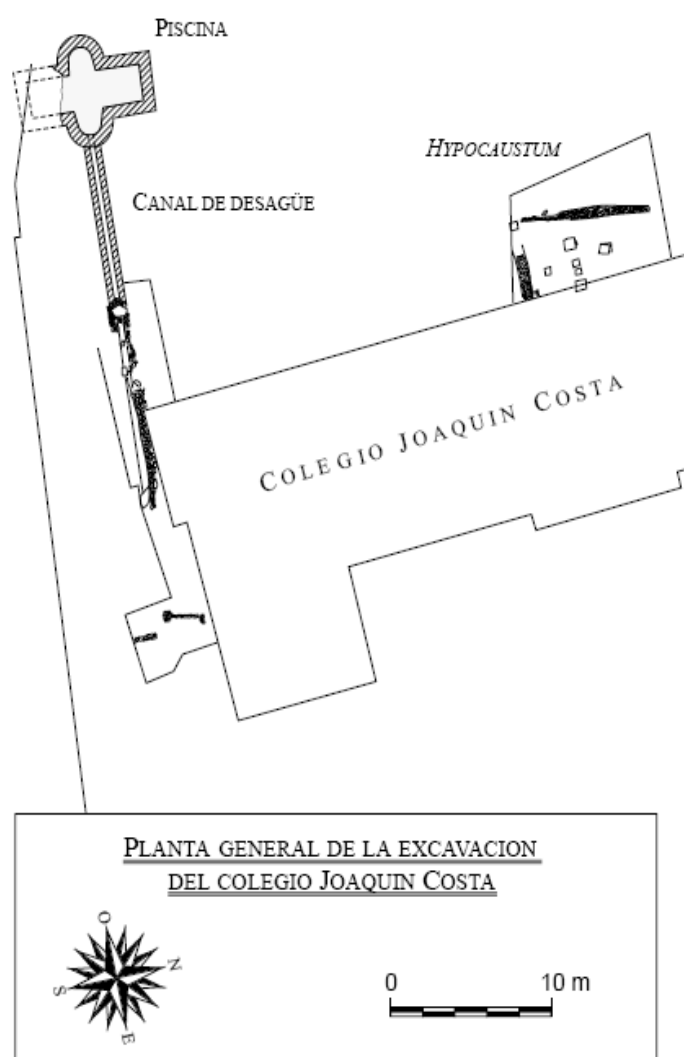 PISCINA
HYPOCAUSTUM
CANAL DE DESAGÜE
COLEGIO JOAQUIN COSTA
PLANTA GENERAL DE LA EXCAVACION
DEL COLEGIO JOAQUIN COSTA
O
N
S
E
0 10 m